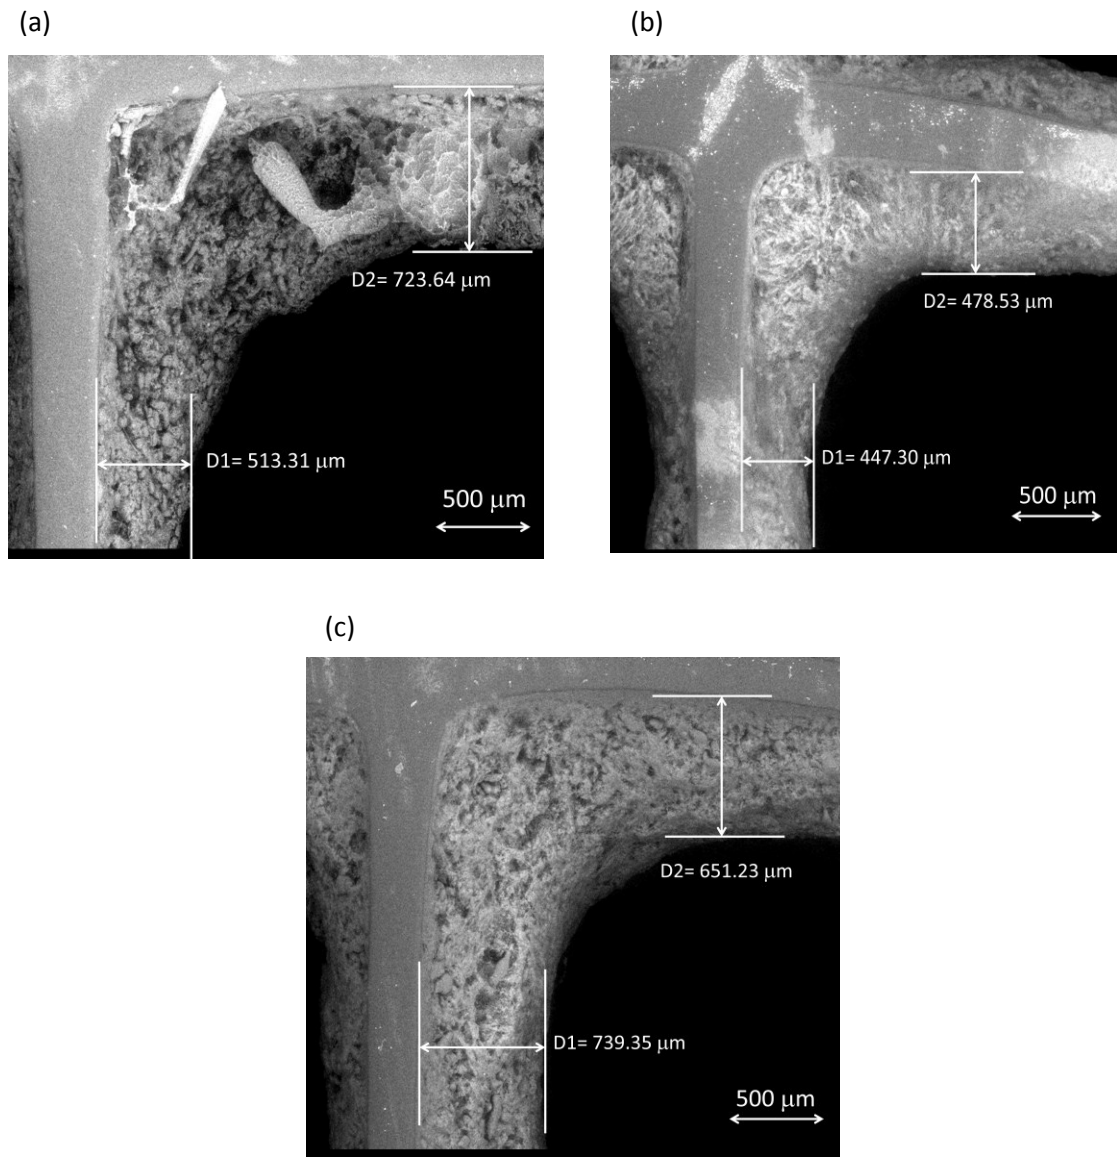 (a)
(b)
D2= 723.64 μm
D1= 513.31 μm
500 μm
D2= 478.53 μm
D1= 447.30 μm
500 μm
(c)
D2= 651.23 μm
D1= 739.35 μm
500 μm